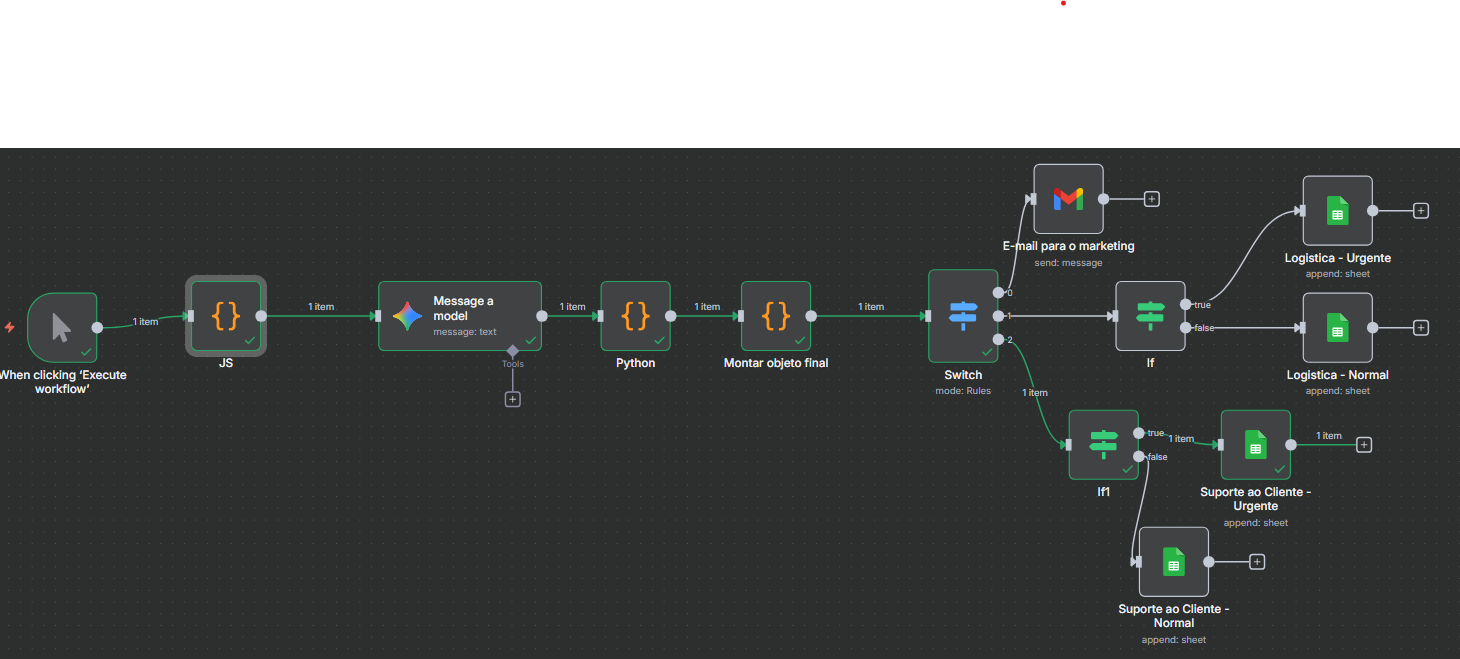 When clicking ‘Execute
workflow’
1 item
{}
JS
1 item
Message a
model
message: text
Tools
1 item
{}
Python
1 item
{}
Montar objeto final
1 item
Switch
mode: Rules
0
1
2
E-mail para o marketing
send: message
If
true
false
Logistica - Urgente
append: sheet
Logistica - Normal
append: sheet
1 item
If1
true
false
1 item
Suporte ao Cliente -
Urgente
append: sheet
1 item
Suporte ao Cliente -
Normal
append: sheet